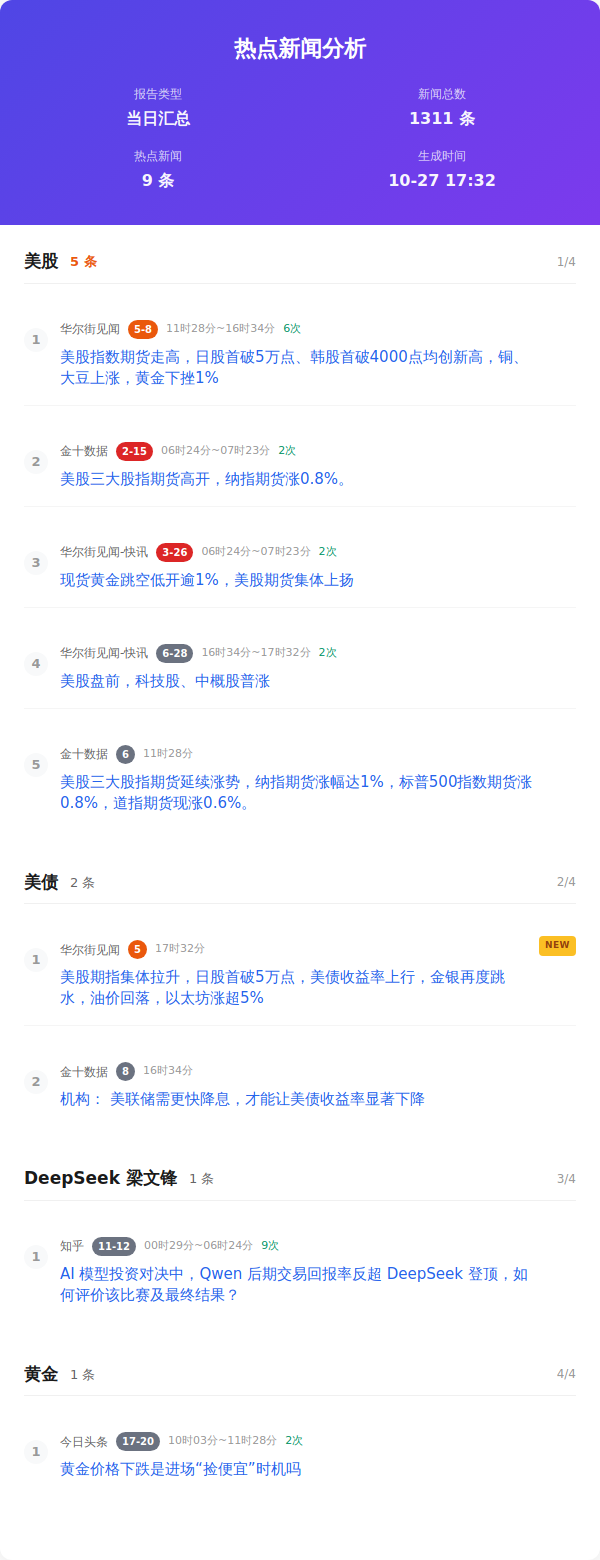 热点新闻分析
报告类型
新闻总数
当日汇总
1311 条
热点新闻
生成时间
9 条
10-27 17:32
美股 5 条 1/4
1
华尔街见闻 5-8 11时28分~16时34分 6次
美股指数期货走高，日股首破5万点、韩股首破4000点均创新高，铜、
大豆上涨，黄金下挫1%
2
金十数据 2-15 06时24分~07时23分 2次
美股三大股指期货高开，纳指期货涨0.8%。
3
华尔街见闻-快讯 3-26 06时24分~07时23分 2次
现货黄金跳空低开逾1%，美股期货集体上扬
4
华尔街见闻-快讯 6-28 16时34分~17时32分 2次
美股盘前，科技股、中概股普涨
5
金十数据 6 11时28分
美股三大股指期货延续涨势，纳指期货涨幅达1%，标普500指数期货涨
0.8%，道指期货现涨0.6%。
美债 2 条 2/4
1
华尔街见闻 5 17时32分 NEW
美股期指集体拉升，日股首破5万点，美债收益率上行，金银再度跳
水，油价回落，以太坊涨超5%
2
金十数据 8 16时34分
机构： 美联储需更快降息，才能让美债收益率显著下降
DeepSeek 梁文锋 1 条 3/4
1
知乎 11-12 00时29分~06时24分 9次
AI 模型投资对决中，Qwen 后期交易回报率反超 DeepSeek 登顶，如
何评价该比赛及最终结果？
黄金 1 条 4/4
1
今日头条 17-20 10时03分~11时28分 2次
黄金价格下跌是进场“捡便宜”时机吗